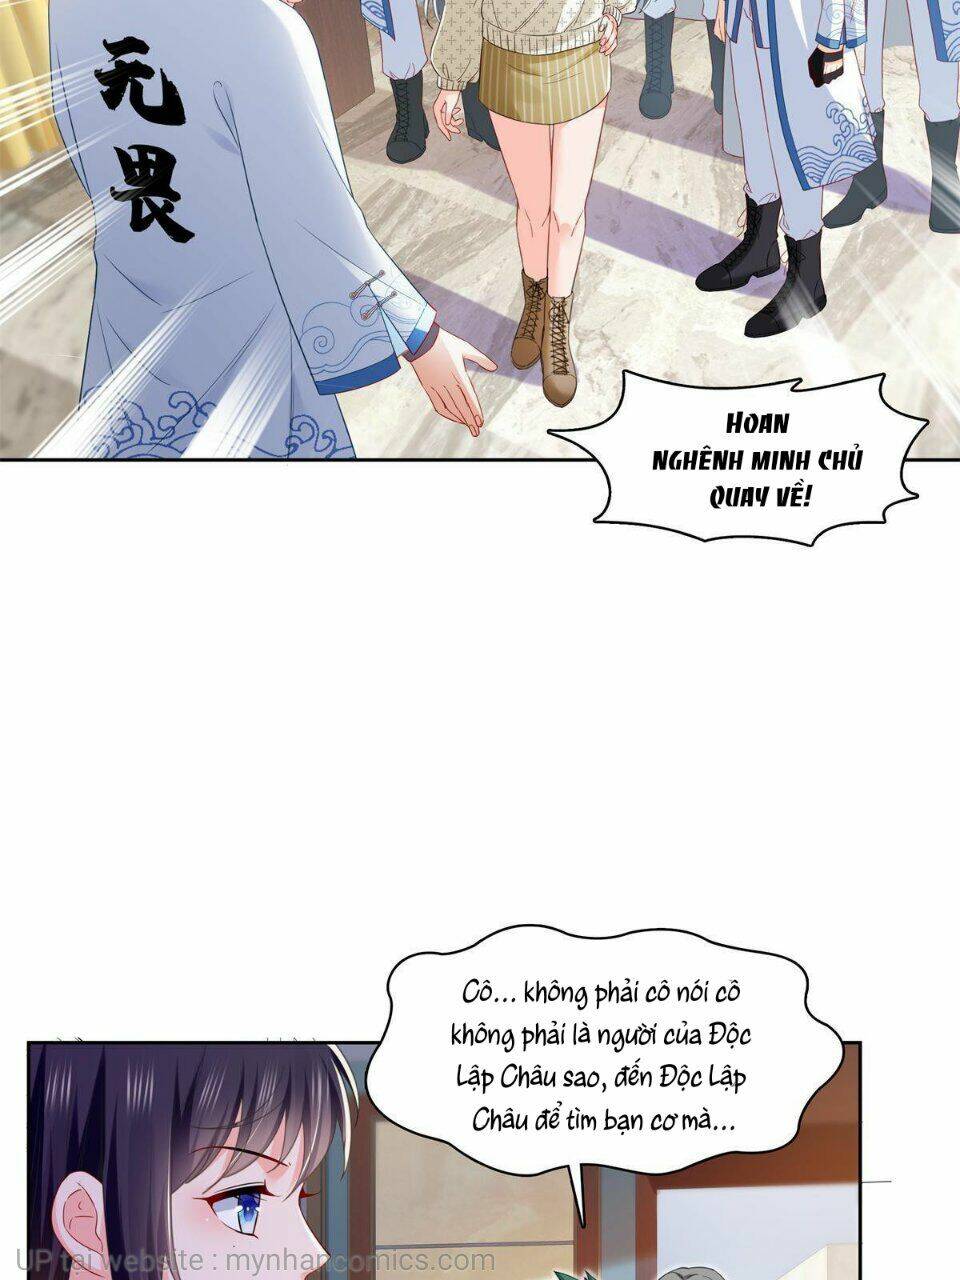 无
畏
HOAN
NGHÊNH MINH CHỦ
QUAY VỀ!
Cô... không phải cô nói cô
không phải là người của Độc
Lập Châu sao, đến Độc Lập
Châu để tìm bạn cơ mà...
UP tại website : mynhancomics.com